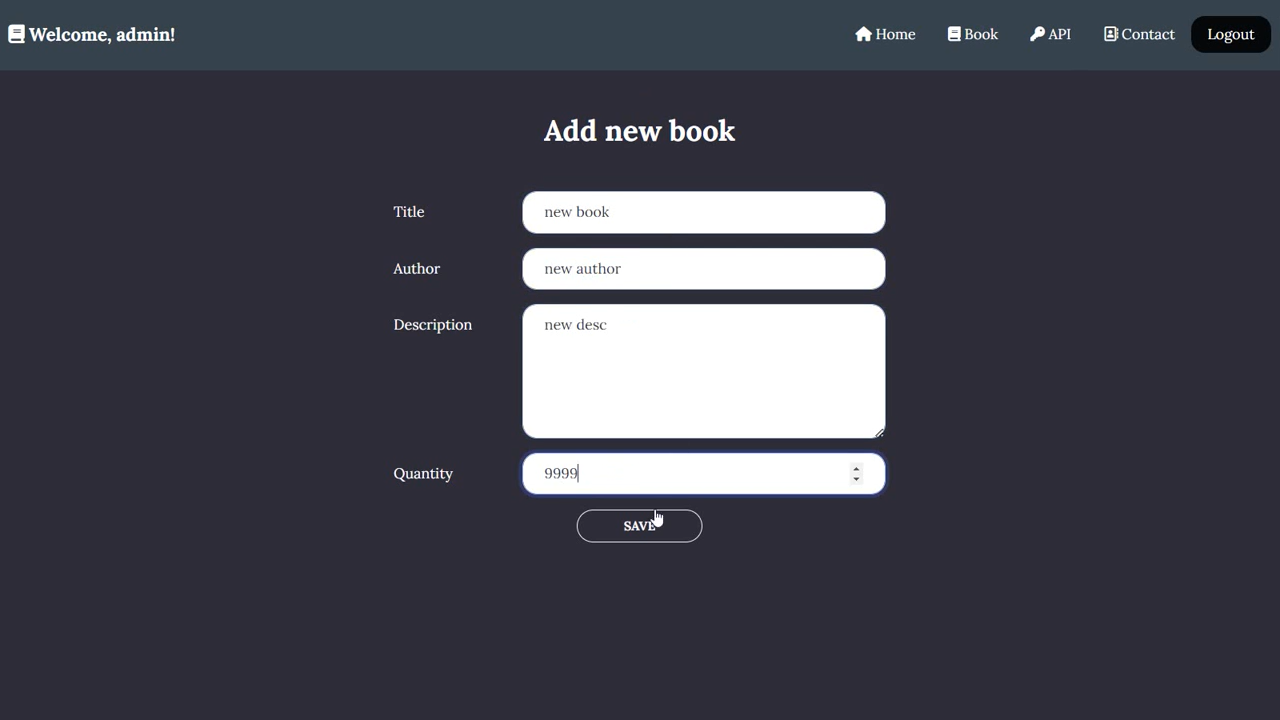 Welcome, admin! Home Book API Contact Logout
Add new book
Title new book
Author new author
Description new desc
Quantity 9999
SAVE